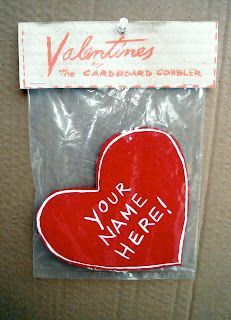 Valentines
by
The CARDBOARD COBBLER
YOUR
NAME
HERE!